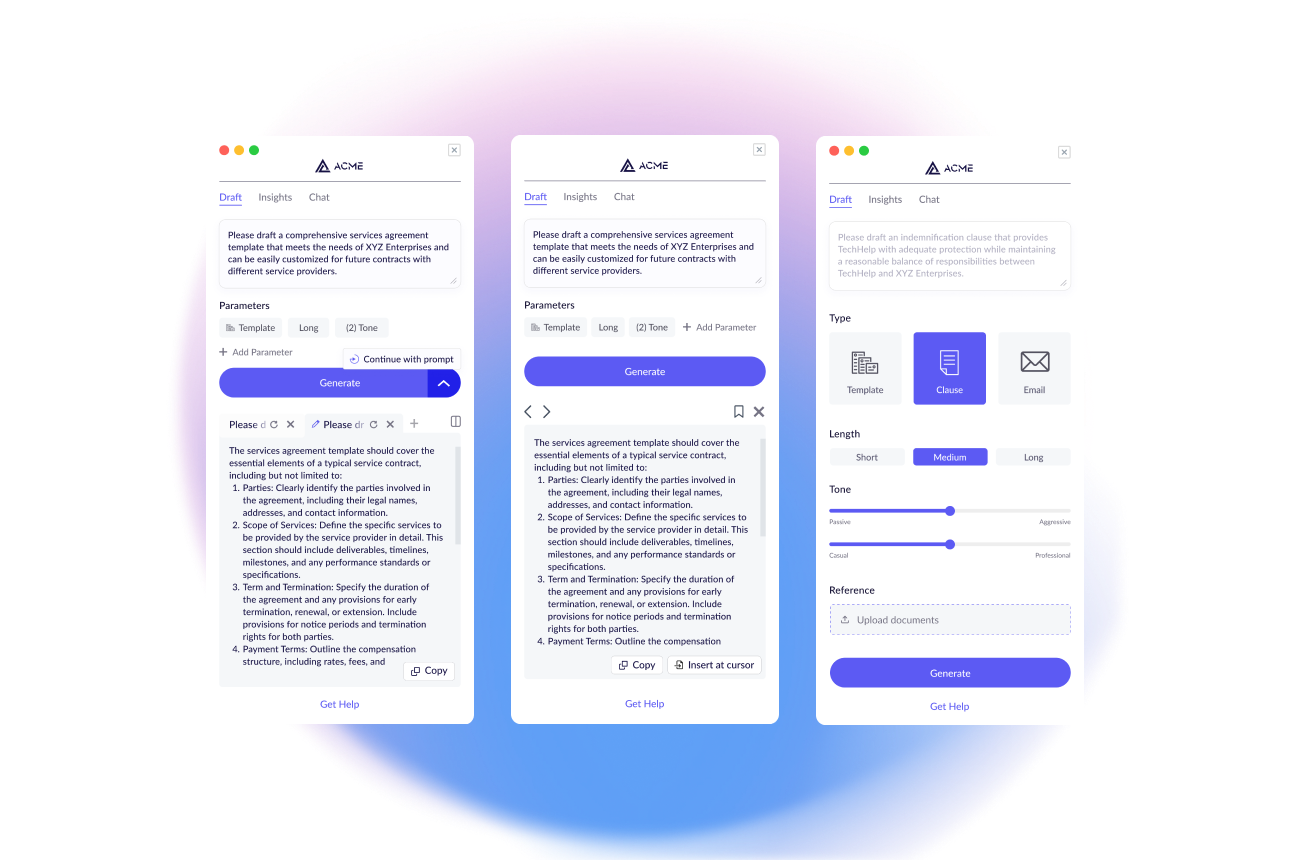 ACME
Draft Insights Chat
Please draft a comprehensive services agreement
template that meets the needs of XYZ Enterprises and
can be easily customized for future contracts with
different service providers.
Parameters
Template Long (2) Tone
Add Parameter
Continue with prompt
Generate
Please d Please dr
The services agreement template should cover the
essential elements of a typical service contract,
including but not limited to:
1. Parties: Clearly identify the parties involved in
the agreement, including their legal names,
addresses, and contact information.
2. Scope of Services: Define the specific services to
be provided by the service provider in detail. This
section should include deliverables, timelines,
milestones, and any performance standards or
specifications.
3. Term and Termination: Specify the duration of
the agreement and any provisions for early
termination, renewal, or extension. Include
provisions for notice periods and termination
rights for both parties.
4. Payment Terms: Outline the compensation
structure, including rates, fees, and
Copy
Get Help
ACME
Draft Insights Chat
Please draft a comprehensive services agreement
template that meets the needs of XYZ Enterprises and
can be easily customized for future contracts with
different service providers.
Parameters
Template Long (2) Tone Add Parameter
Generate
The services agreement template should cover the
essential elements of a typical service contract,
including but not limited to:
1. Parties: Clearly identify the parties involved in
the agreement, including their legal names,
addresses, and contact information.
2. Scope of Services: Define the specific services to
be provided by the service provider in detail. This
section should include deliverables, timelines,
milestones, and any performance standards or
specifications.
3. Term and Termination: Specify the duration of
the agreement and any provisions for early
termination, renewal, or extension. Include
provisions for notice periods and termination
rights for both parties.
4. Payment Terms: Outline the compensation
Copy Insert at cursor
Get Help
ACME
Draft Insights Chat
Please draft an indemnification clause that provides
TechHelp with adequate protection while maintaining
a reasonable balance of responsibilities between
TechHelp and XYZ Enterprises.
Type
Template Clause Email
Length
Short Medium Long
Tone
Passive Aggressive
Casual Professional
Reference
Upload documents
Generate
Get Help